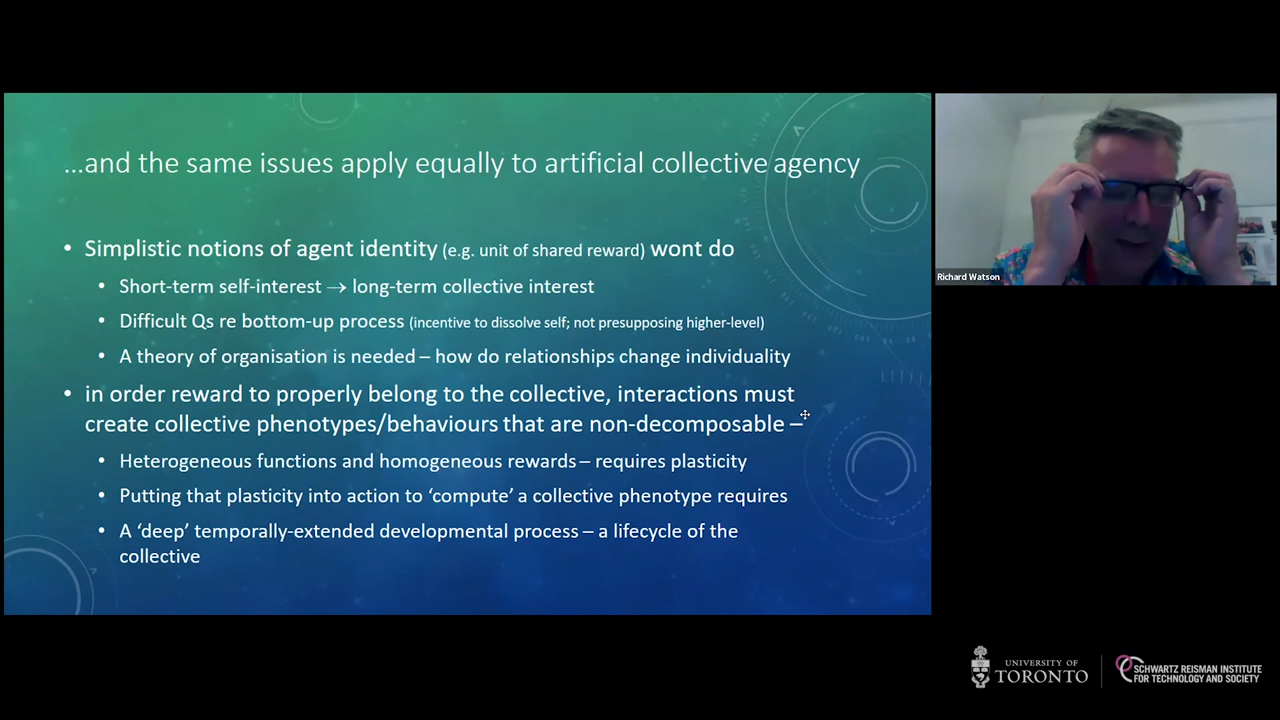 ...and the same issues apply equally to artificial collective agency
• Simplistic notions of agent identity (e.g. unit of shared reward) wont do
• Short-term self-interest → long-term collective interest
• Difficult Qs re bottom-up process (incentive to dissolve self; not presupposing higher-level)
• A theory of organisation is needed – how do relationships change individuality
• in order reward to properly belong to the collective, interactions must
create collective phenotypes/behaviours that are non-decomposable –
• Heterogeneous functions and homogeneous rewards – requires plasticity
• Putting that plasticity into action to ‘compute’ a collective phenotype requires
• A ‘deep’ temporally-extended developmental process – a lifecycle of the
collective
Richard Watson
UNIVERSITY OF
TORONTO
SCHWARTZ REISMAN INSTITUTE
FOR TECHNOLOGY AND SOCIETY